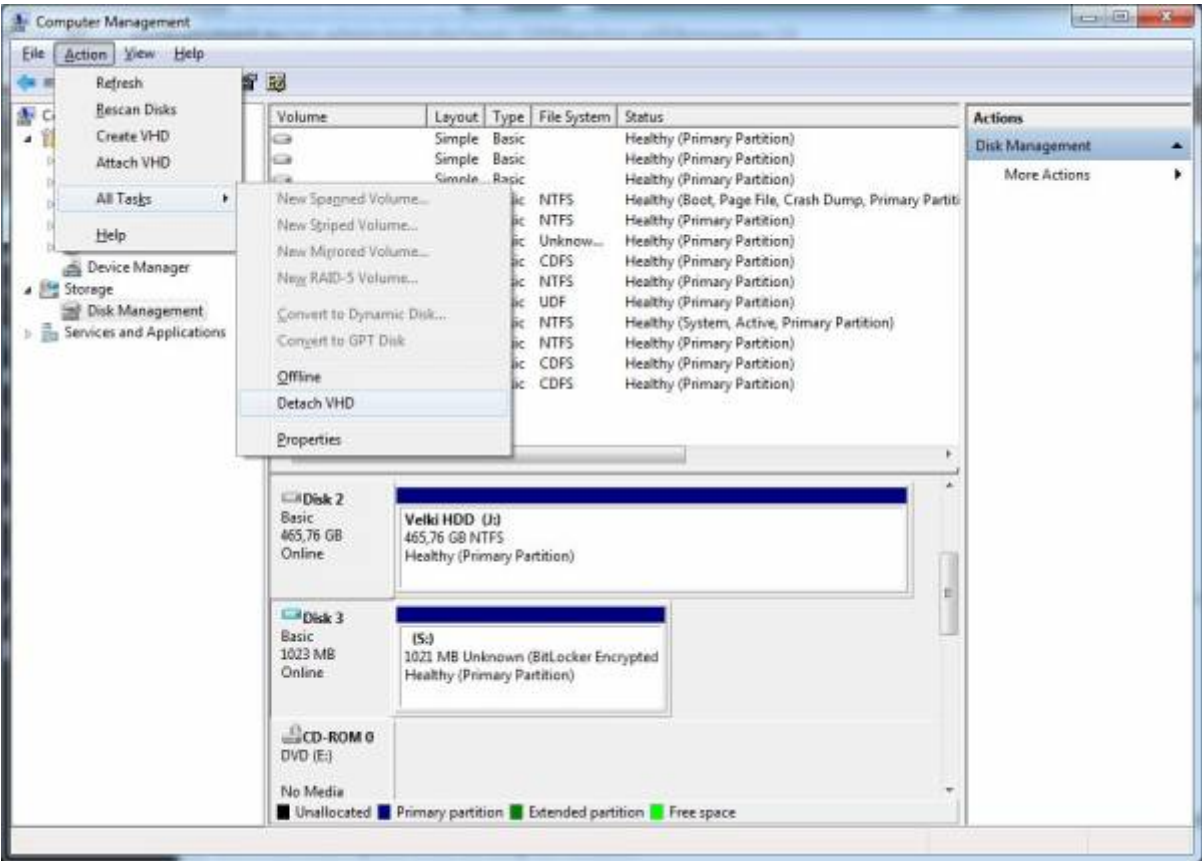 Computer Management
File Action View Help
Refresh
Rescan Disks
Create VHD
Attach VHD
All Tasks
Help
Device Manager
Storage
Disk Management
Services and Applications
New Spanned Volume...
New Striped Volume...
New Mirrored Volume...
New RAID-5 Volume...
Convert to Dynamic Disk...
Convert to GPT Disk
Offline
Detach VHD
Properties
Volume Layout Type File System Status
Simple Basic Healthy (Primary Partition)
Simple Basic Healthy (Primary Partition)
Simple Basic Healthy (Primary Partition)
NTFS Healthy (Boot, Page File, Crash Dump, Primary Partiti
NTFS Healthy (Primary Partition)
Unknow... Healthy (Primary Partition)
CDFS Healthy (Primary Partition)
NTFS Healthy (Primary Partition)
UDF Healthy (Primary Partition)
NTFS Healthy (System, Active, Primary Partition)
NTFS Healthy (Primary Partition)
CDFS Healthy (Primary Partition)
CDFS Healthy (Primary Partition)
Actions
Disk Management
More Actions
Disk 2
Basic
465,76 GB
Online
Velki HDD (J:)
465,76 GB NTFS
Healthy (Primary Partition)
Disk 3
Basic
1023 MB
Online
(S:)
1021 MB Unknown (BitLocker Encrypted
Healthy (Primary Partition)
CD-ROM 0
DVD (E:)
No Media
Unallocated Primary partition Extended partition Free space